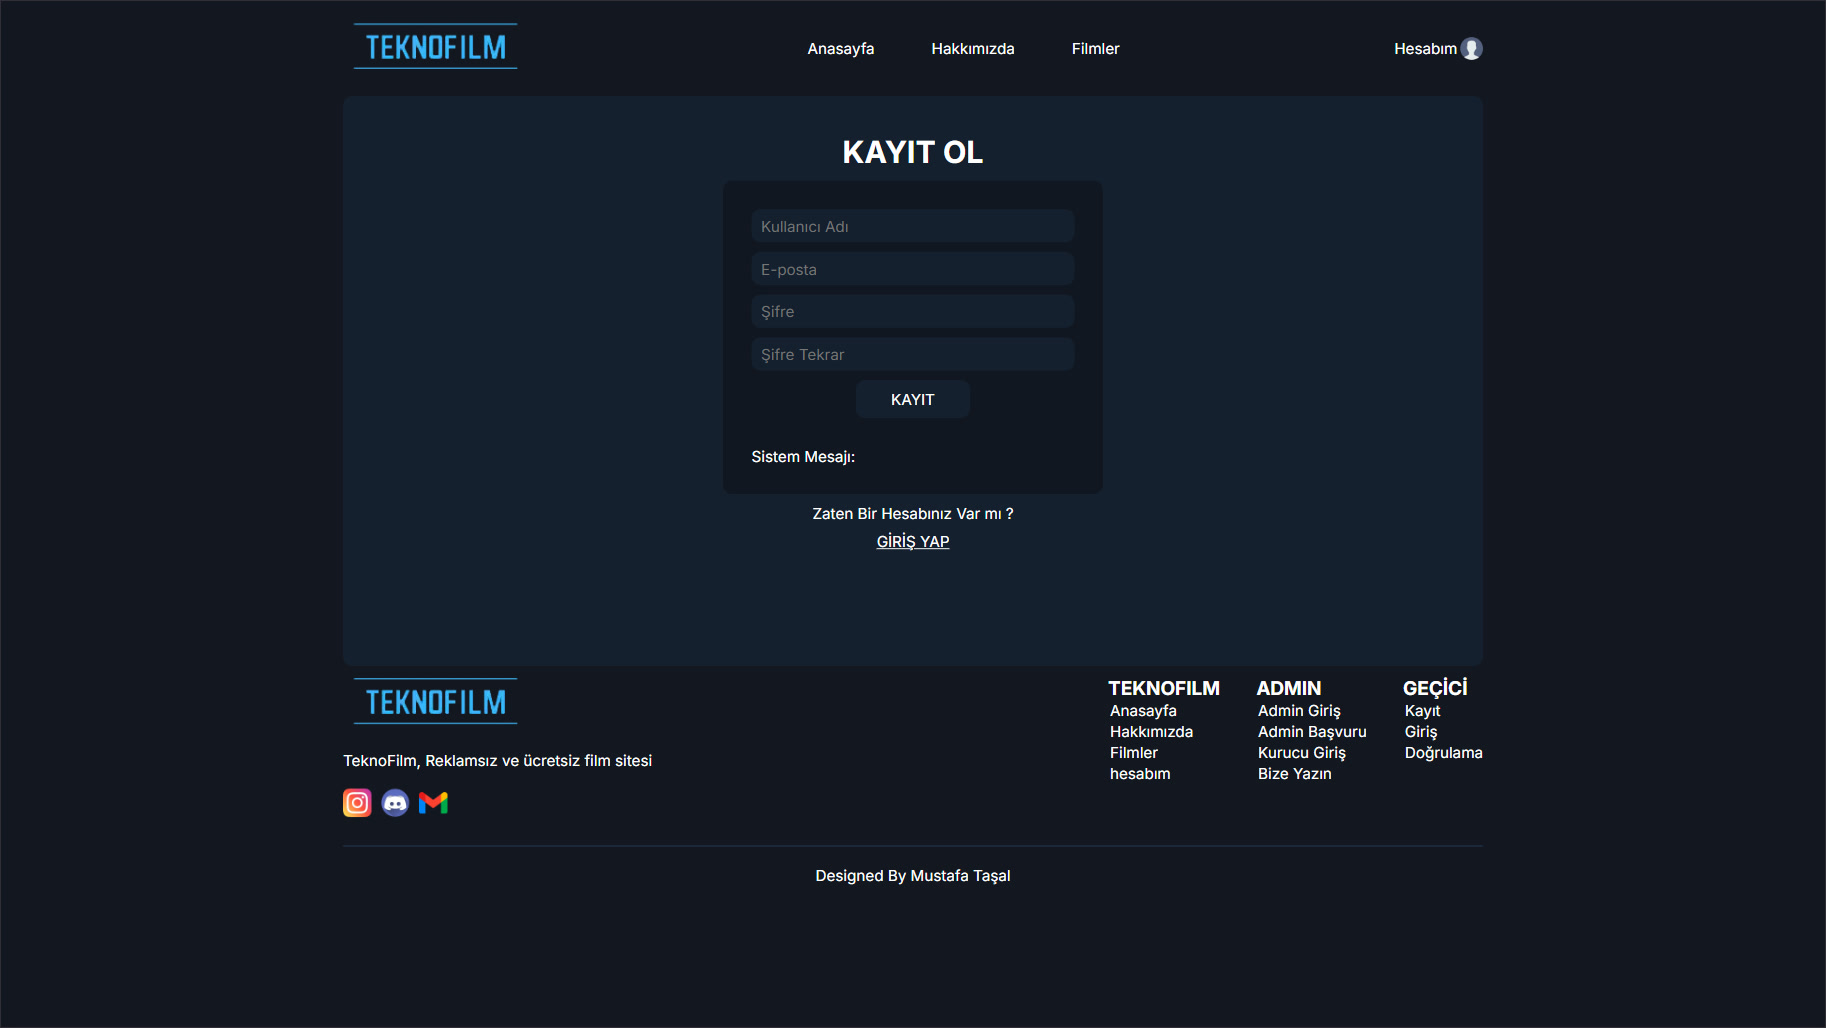 TEKNOFILM
Anasayfa Hakkımızda Filmler Hesabım
KAYIT OL
Kullanıcı Adı
E-posta
Şifre
Şifre Tekrar
KAYIT
Sistem Mesajı:
Zaten Bir Hesabınız Var mı ?
GİRİŞ YAP
TEKNOFILM
TeknoFilm, Reklamsız ve ücretsiz film sitesi
TEKNOFILM
Anasayfa
Hakkımızda
Filmler
hesabım
ADMIN
Admin Giriş
Admin Başvuru
Kurucu Giriş
Bize Yazın
GEÇİCİ
Kayıt
Giriş
Doğrulama
Designed By Mustafa Taşal